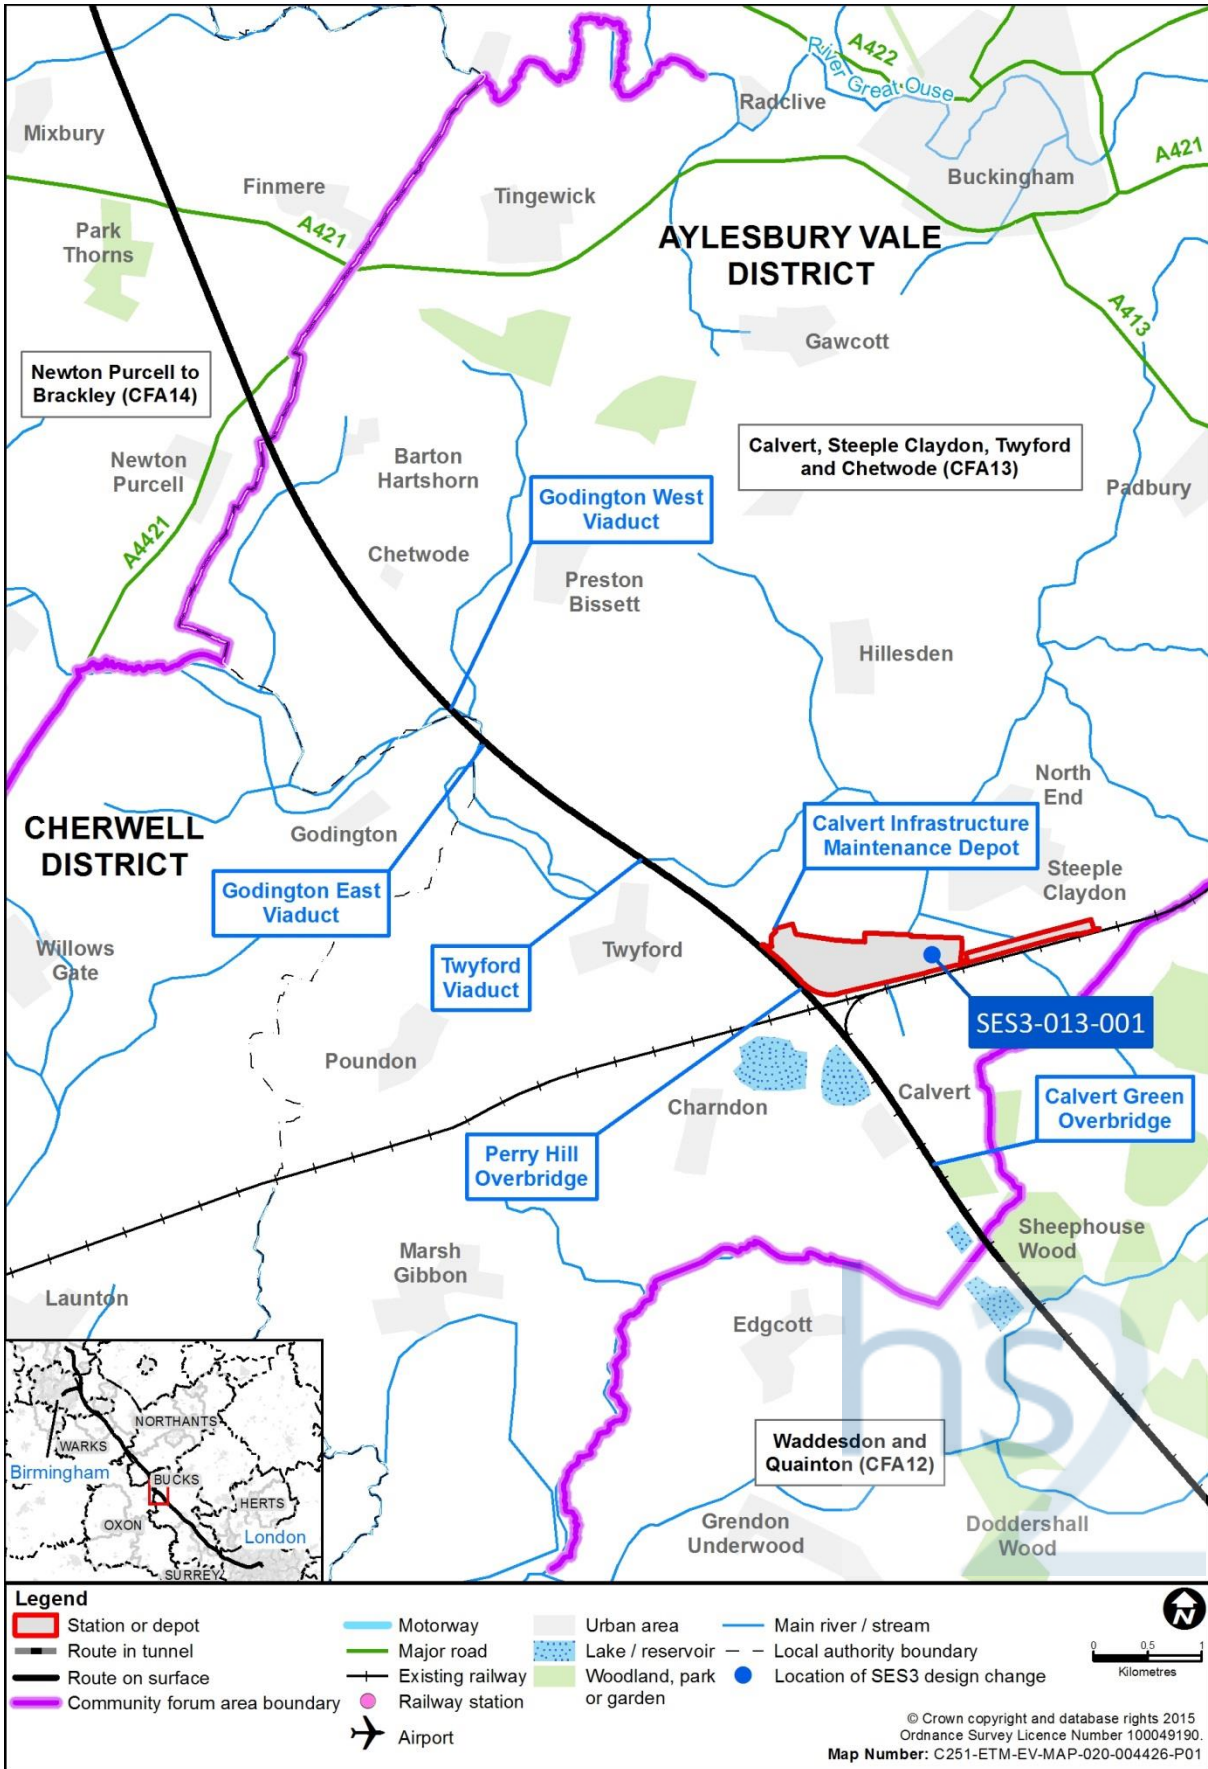 A422
River Great Ouse
Radclive
Mixbury
A421
Buckingham
Finmere
Tingewick
A421
Park
Thorns
AYLESBURY VALE
DISTRICT
A413
Gawcott
Newton Purcell to
Brackley (CFA14)
Calvert, Steeple Claydon, Twyford
and Chetwode (CFA13)
Newton
Purcell
Barton
Hartshorn
Padbury
Godington West
Viaduct
A4421
Chetwode
Preston
Bissett
Hillesden
North
End
CHERWELL
DISTRICT
Godington
Calvert Infrastructure
Maintenance Depot
Steeple
Claydon
Godington East
Viaduct
Willows
Gate
Twyford
Viaduct
Twyford
SES3-013-001
Poundon
Charndon
Calvert
Calvert Green
Overbridge
Perry Hill
Overbridge
Marsh
Gibbon
Sheephouse
Wood
Launton
Edgcott
hs2
Waddesdon and
Quainton (CFA12)
Grendon
Underwood
Doddershall
Wood
NORTHANTS
WARKS
Birmingham
BUCKS
HERTS
OXON
London
SURREY
Legend
Station or depot
Route in tunnel
Route on surface
Community forum area boundary
Motorway
Major road
Existing railway
Railway station
Airport
Urban area
Lake / reservoir
Woodland, park
or garden
Main river / stream
Local authority boundary
Location of SES3 design change
N
0 0.5 1
Kilometres
© Crown copyright and database rights 2015
Ordnance Survey Licence Number 100049190.
Map Number: C251-ETM-EV-MAP-020-004426-P01